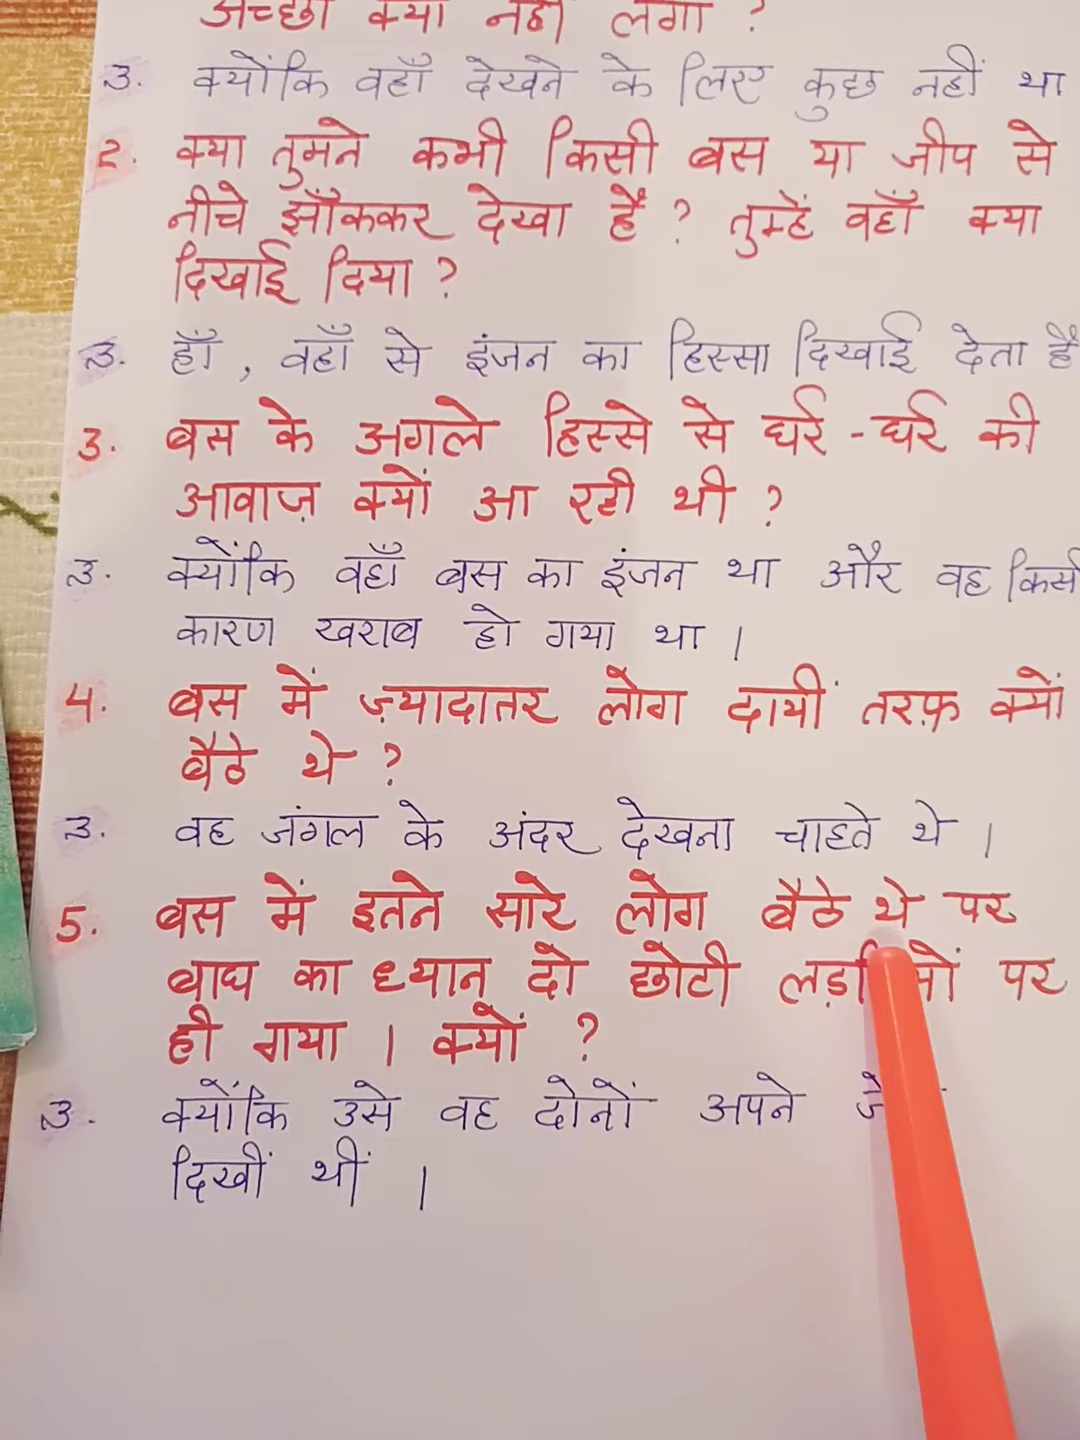 अच्छा क्यों नहीं लगा ?
उ. क्योंकि वहाँ देखने के लिए कुछ नहीं था
2. क्या तुमने कभी किसी बस या जीप से
नीचे झाँककर देखा है ? तुम्हें वहाँ क्या
दिखाई दिया ?
उ. हाँ , वहाँ से इंजन का हिस्सा दिखाई देता है
3. बस के अगले हिस्से से घर्र - घर्र की
आवाज़ क्यों आ रही थी ?
उ. क्योंकि वहाँ बस का इंजन था और वह
कारण खराब हो गया था ।
4. बस में ज़्यादातर लोग दायीं तरफ़ क्यों
बैठे थे ?
उ. वह जंगल के अंदर देखना चाहते थे ।
5. बस में इतने सारे लोग बैठे थे पर
बाघ का ध्यान दो छोटी पर
ही गया । क्यों ?
उ. क्योंकि उसे वह दोनों अपने
दिखीं थीं ।